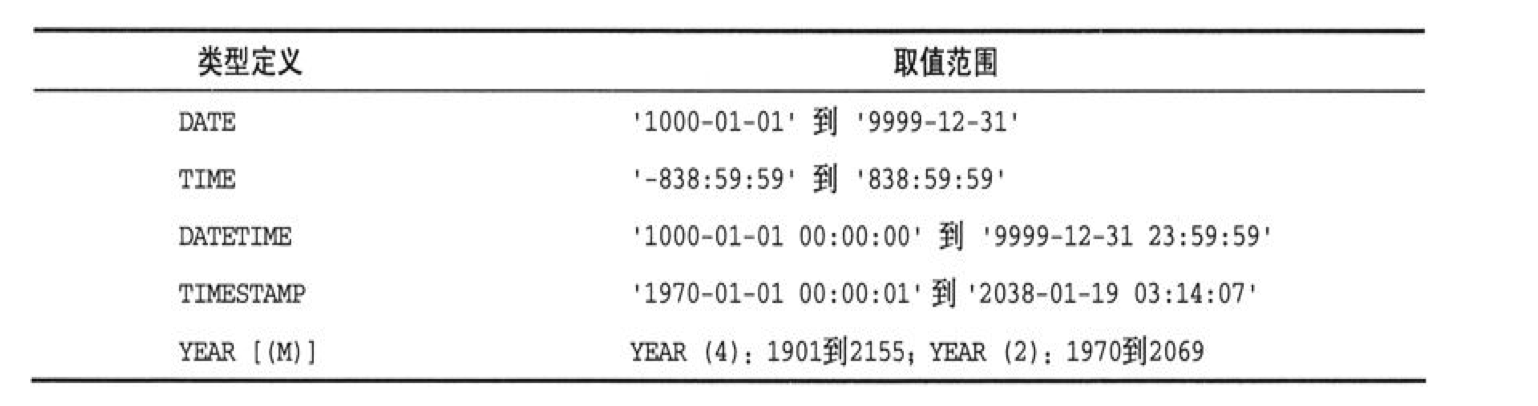 类型定义 取值范围
DATE '1000-01-01' 到 '9999-12-31'
TIME '-838:59:59' 到 '838:59:59'
DATETIME '1000-01-01 00:00:00' 到 '9999-12-31 23:59:59'
TIMESTAMP '1970-01-01 00:00:01' 到 '2038-01-19 03:14:07'
YEAR [(M)] YEAR (4): 1901到2155; YEAR (2): 1970到2069